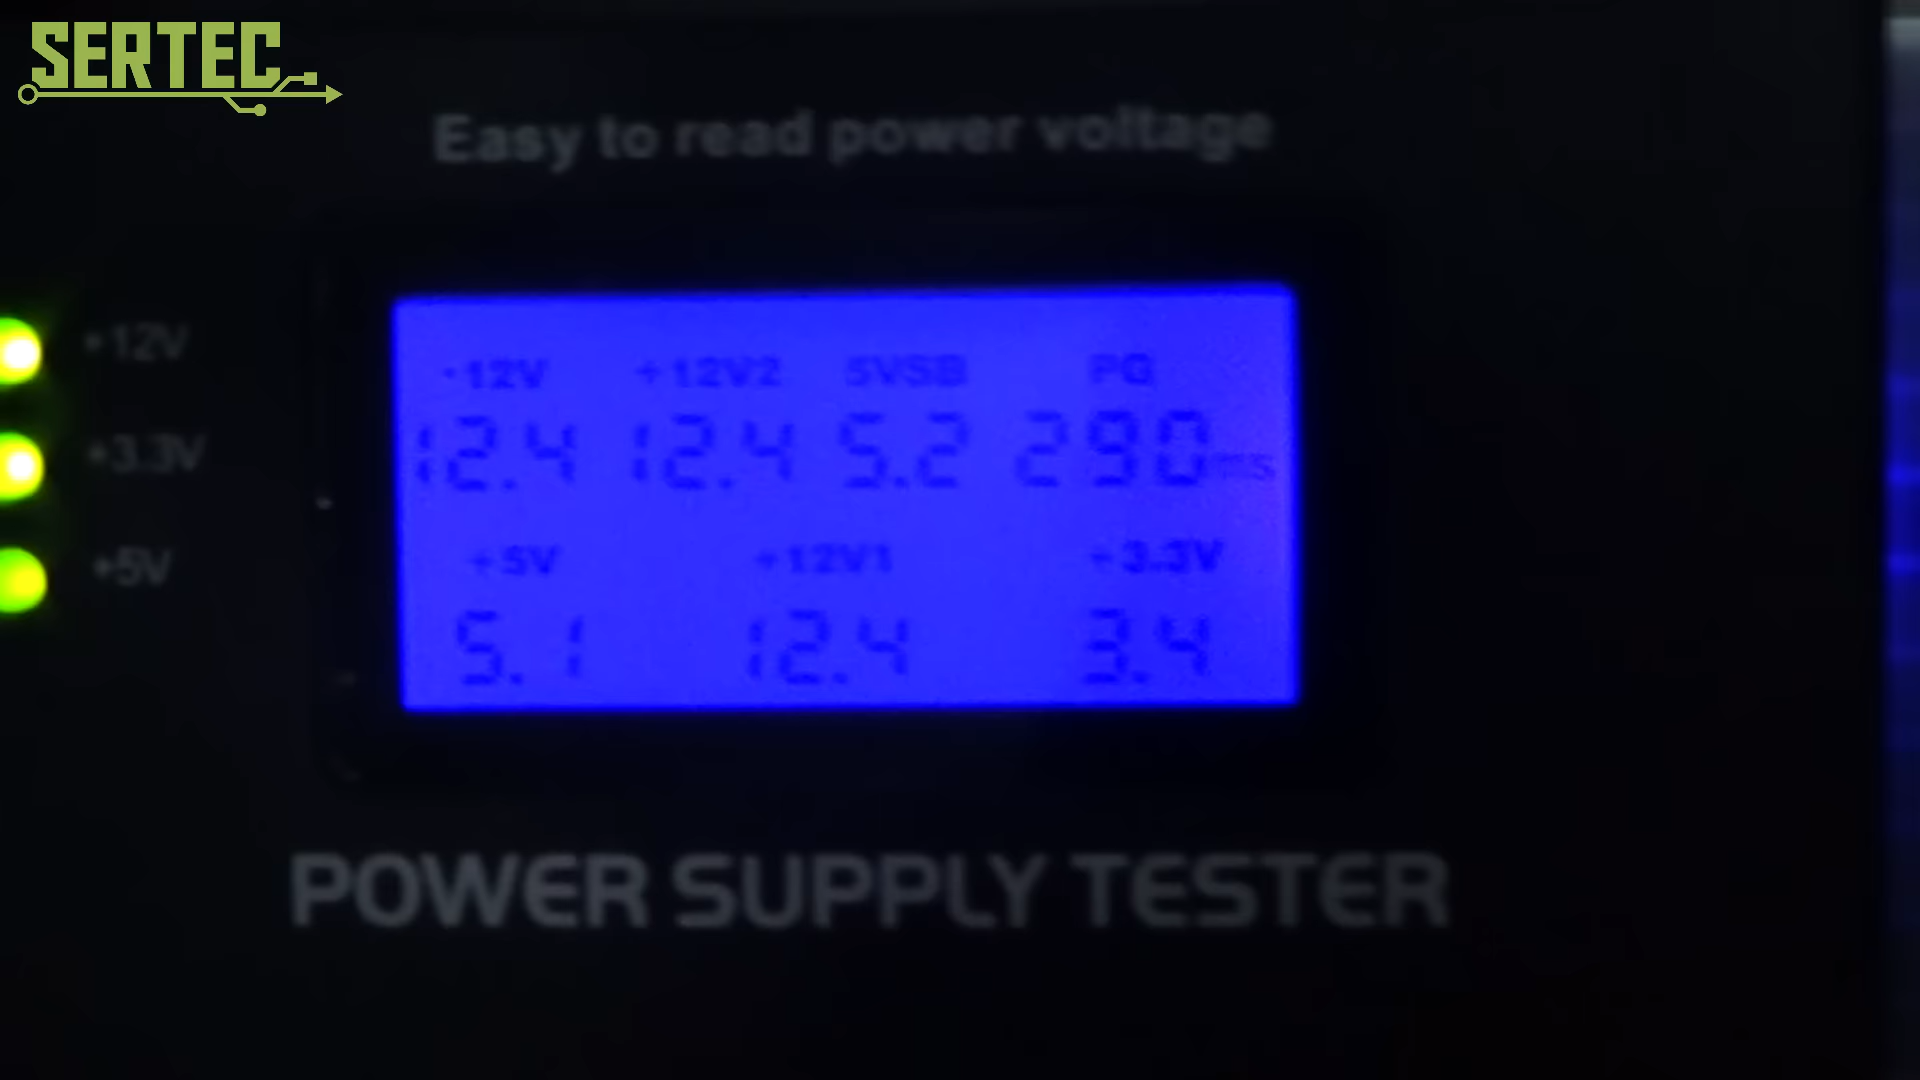 SERTEC
Easy to read power voltage
+12V
+3.3V
+5V
-12V +12V2 5VSB PG
12.4 12.4 5.2 290 ms
+5V +12V1 +3.3V
5.1 12.4 3.4
POWER SUPPLY TESTER